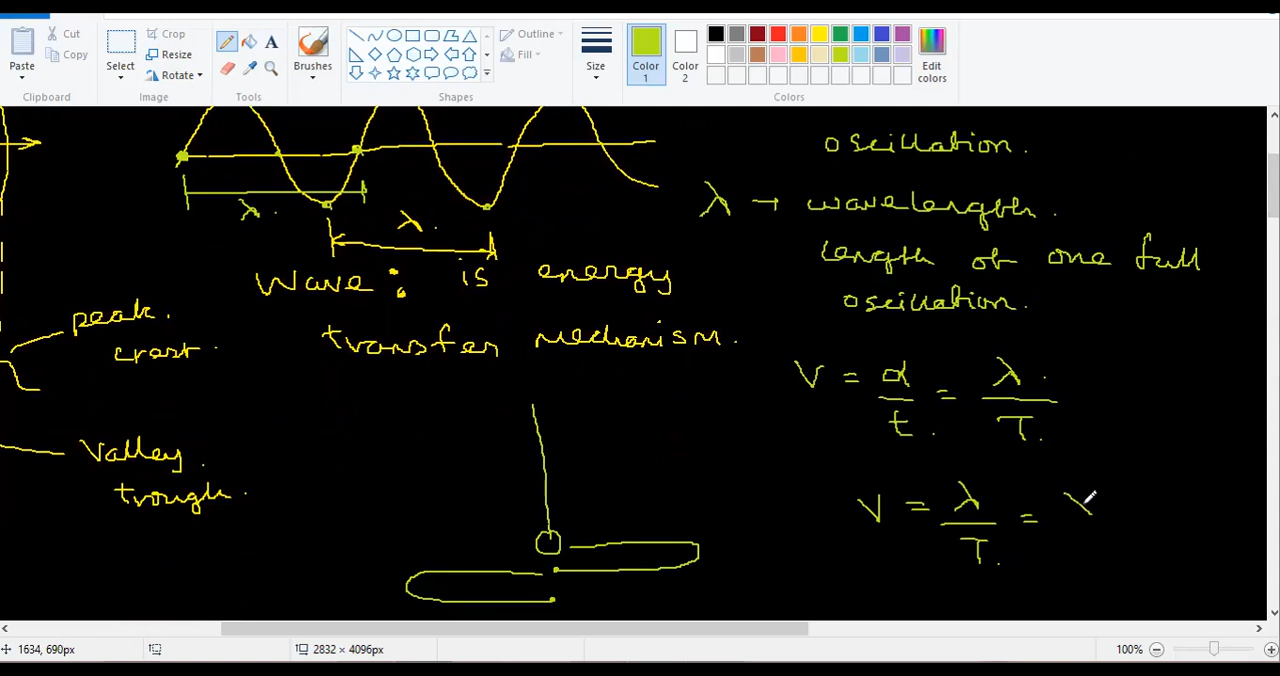 Paste
Cut
Copy
Clipboard
Select
Crop
Resize
Rotate
Image
A
Tools
Brushes
Outline
Fill
Shapes
Size
Color 1
Color 2
Edit colors
Colors
oscillation.
λ → wavelength.
length of one full
oscillation.
λ.
λ.
Wave : is energy
transfer mechanism.
peak.
crest.
Valley.
trough.
V = d/t. = λ./T.
V = λ/T. =
1634, 690px
2832 × 4096px
100%